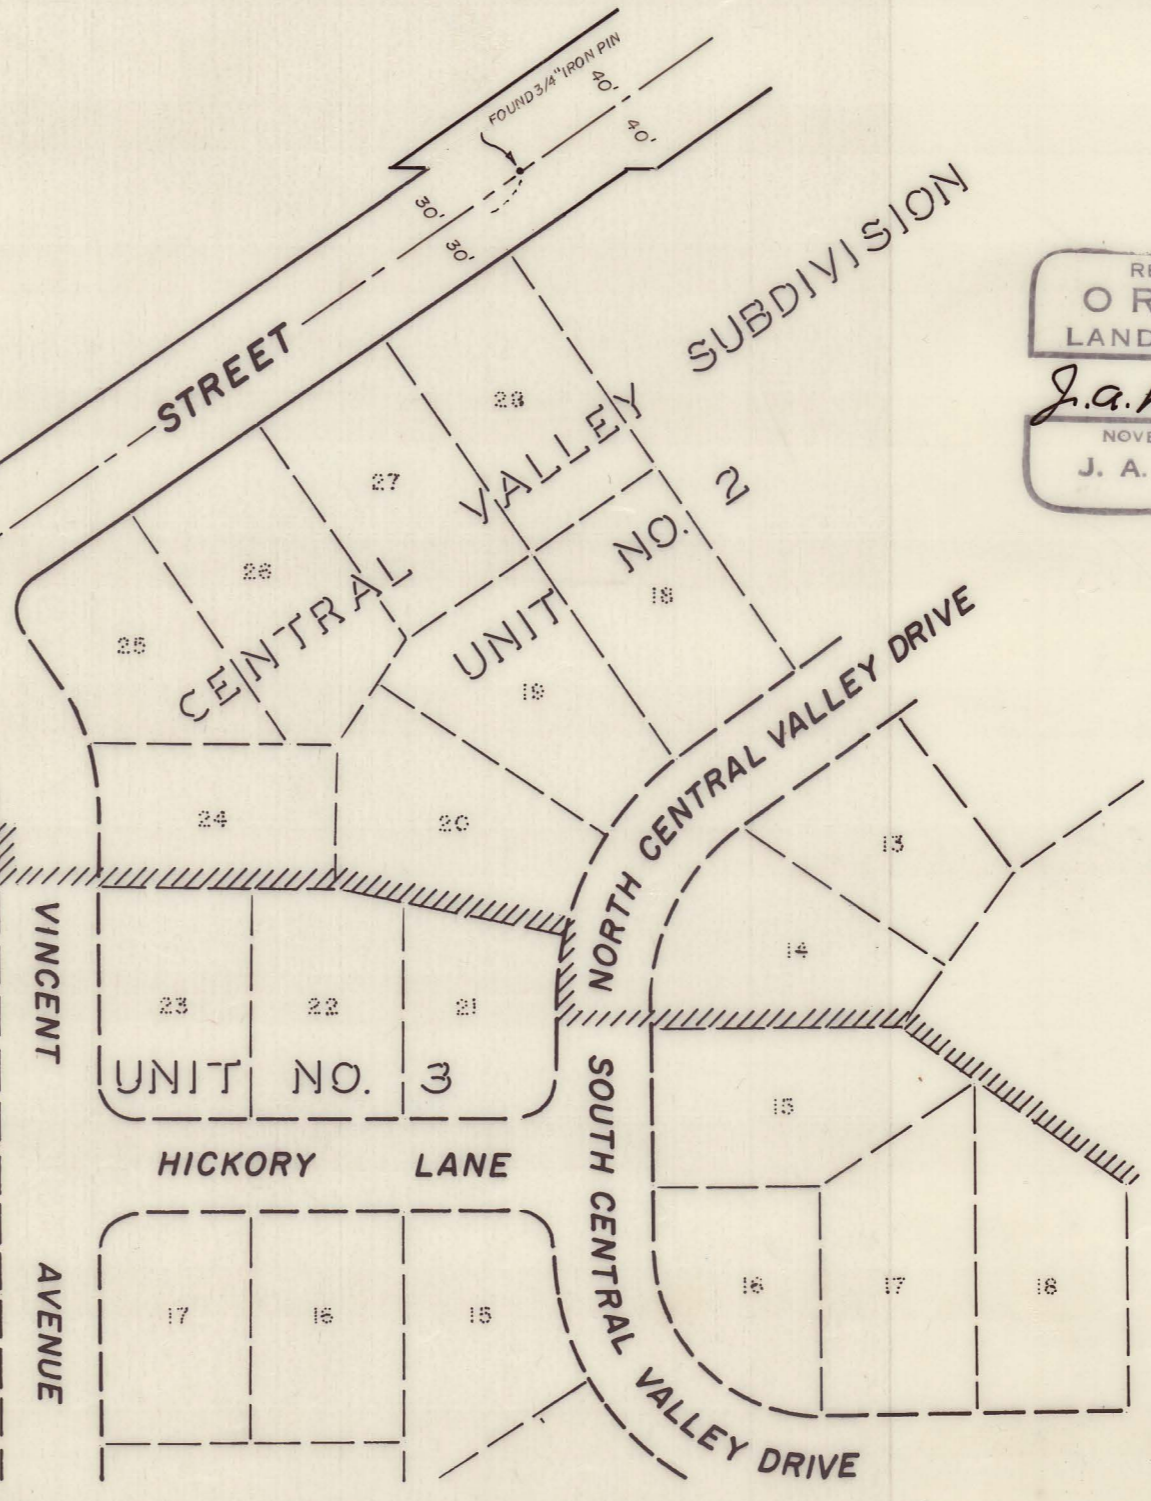 FOUND 3/4" IRON PIN
40'
40'
30'
30'
STREET
CENTRAL VALLEY SUBDIVISION
UNIT NO. 2
28
27
26
25
18
19
20
24
13
14
NORTH CENTRAL VALLEY DRIVE
LAND
J. A.
VINCENT AVENUE
23
22
21
UNIT NO. 3
HICKORY LANE
SOUTH CENTRAL VALLEY DRIVE
15
16
17
18
17
16
15